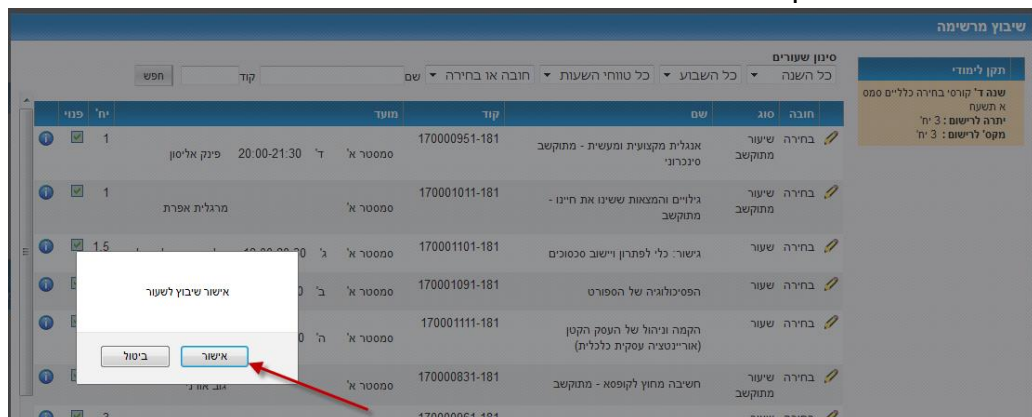 שיבוץ מרשימה
סינון שעורים
כל השנה כל השבוע כל טווחי השעות חובה או בחירה שם קוד חפש
תקן לימודי
שנה ד' קורסי בחירה כלליים סמס
א תשעח
יתרה לרישום : 3 יח'
מקס' לרישום : 3 יח'
חובה סוג שם קוד מועד יח' פנוי
בחירה שיעור מתוקשב אנגלית מקצועית ומעשית - מתוקשב סינכרוני 170000951-181 סמסטר א' ד' 20:00-21:30 פינק אליסון 1
בחירה שיעור מתוקשב גילויים והמצאות ששינו את חיינו - מתוקשב 170001011-181 סמסטר א' מרגלית אפרת 1
בחירה שעור גישור: כלי לפתרון ויישוב סכסוכים 170001101-181 סמסטר א' ג' 1.5
בחירה שעור הפסיכולוגיה של הספורט 170001091-181 סמסטר א' ב'
בחירה שעור הקמה וניהול של העסק הקטן (אוריינטציה עסקית כלכלית) 170001111-181 סמסטר א' ה'
בחירה שיעור מתוקשב חשיבה מחוץ לקופסא - מתוקשב 170000831-181 סמסטר א'
אישור שיבוץ לשעור
אישור ביטול